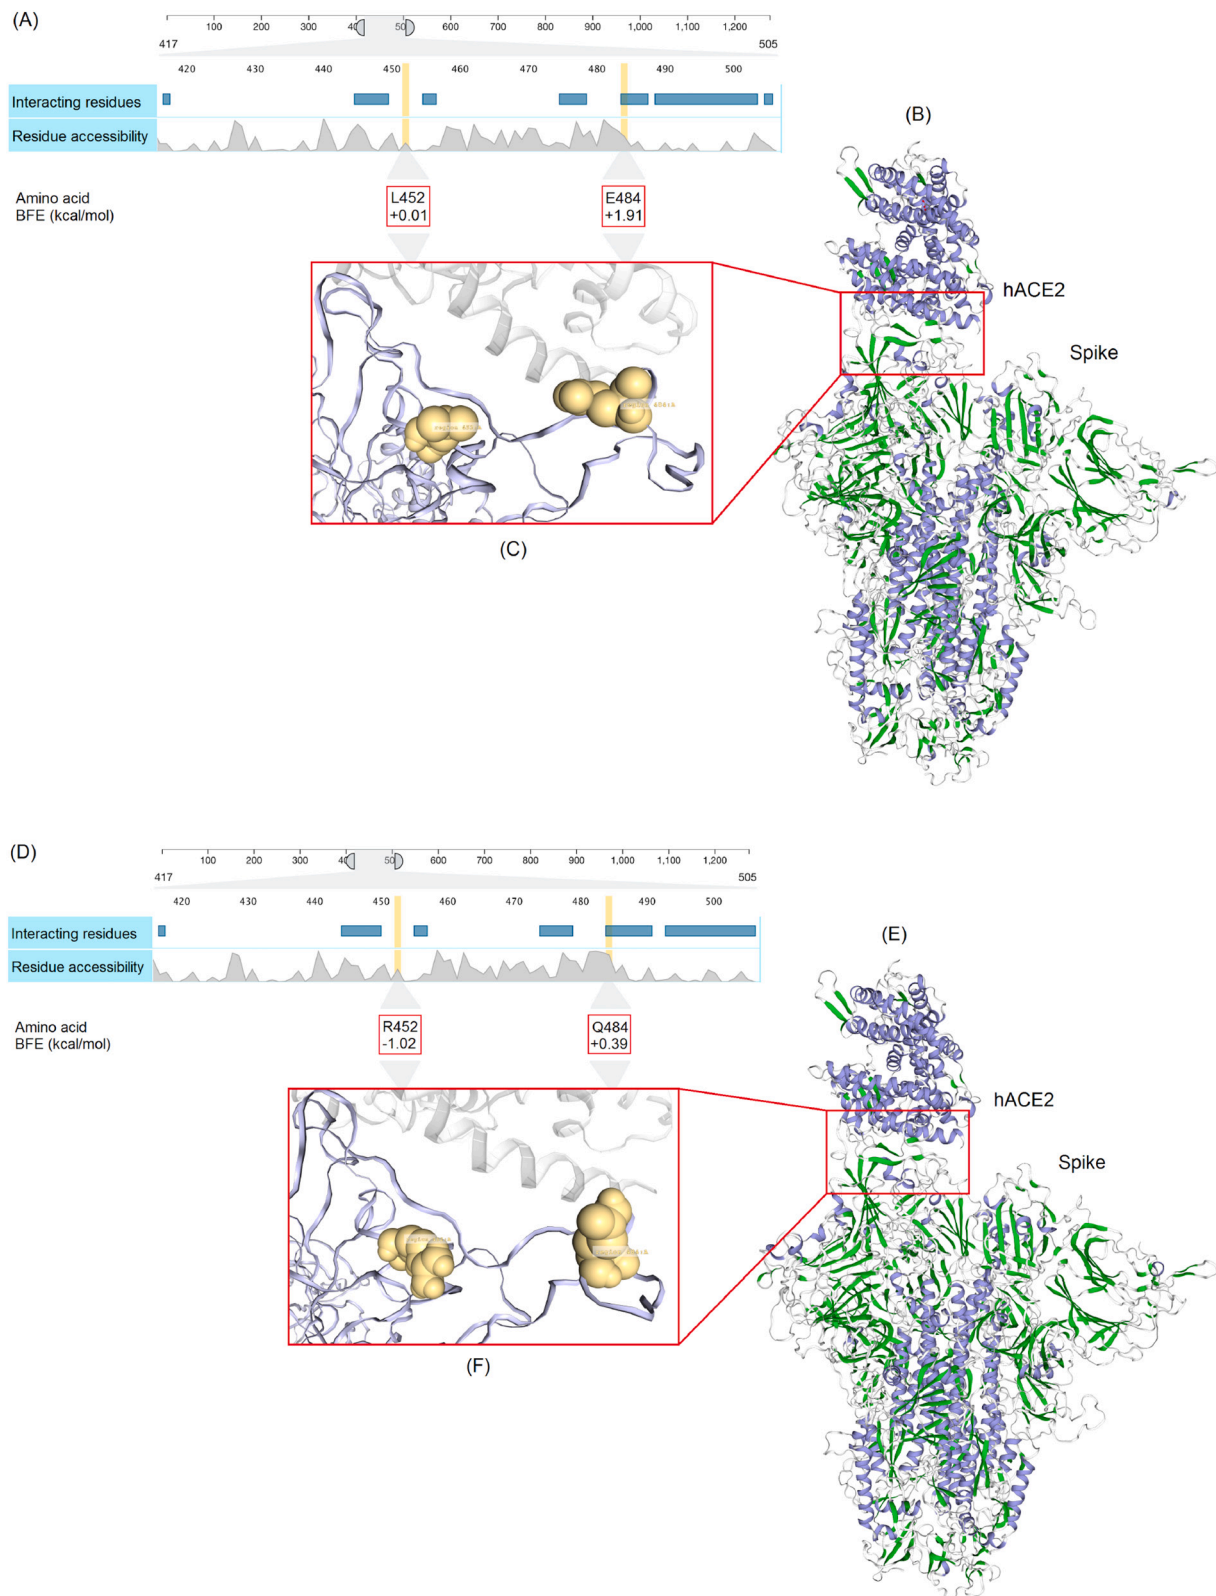 (A)
100 200 300 400 500 600 700 800 900 1,000 1,100 1,200
417 505
420 430 440 450 460 470 480 490 500
Interacting residues
Residue accessibility
(B)
Amino acid
BFE (kcal/mol)
L452
+0.01
E484
+1.91
hACE2
Spike
(C)
(D)
100 200 300 400 500 600 700 800 900 1,000 1,100 1,200
417 505
420 430 440 450 460 470 480 490 500
Interacting residues
Residue accessibility
(E)
Amino acid
BFE (kcal/mol)
R452
-1.02
Q484
+0.39
hACE2
Spike
(F)